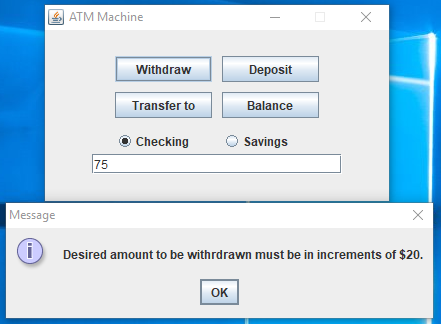 ATM Machine
Withdraw Deposit
Transfer to Balance
Checking Savings
75
Message
Desired amount to be withrdrawn must be in increments of $20.
OK